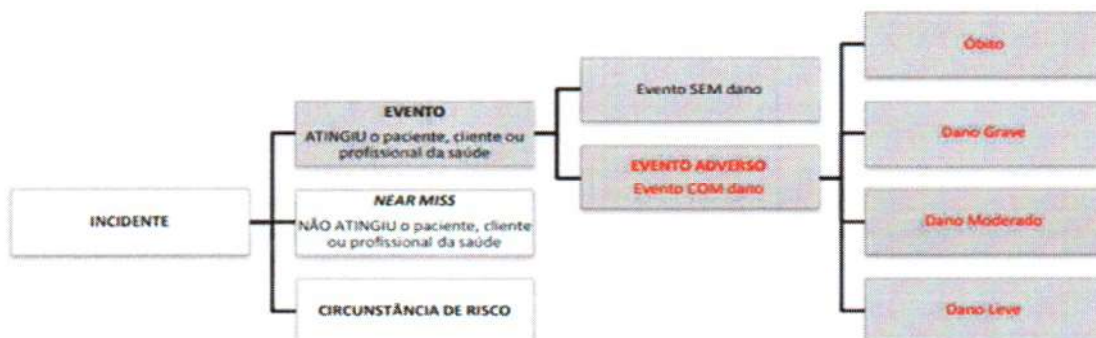 INCIDENTE
EVENTO
ATINGIU o paciente, cliente ou
profissional da saúde
NEAR MISS
NÃO ATINGIU o paciente, cliente
ou profissional da saúde
CIRCUNSTÂNCIA DE RISCO
Evento SEM dano
EVENTO ADVERSO
Evento COM dano
Óbito
Dano Grave
Dano Moderado
Dano Leve